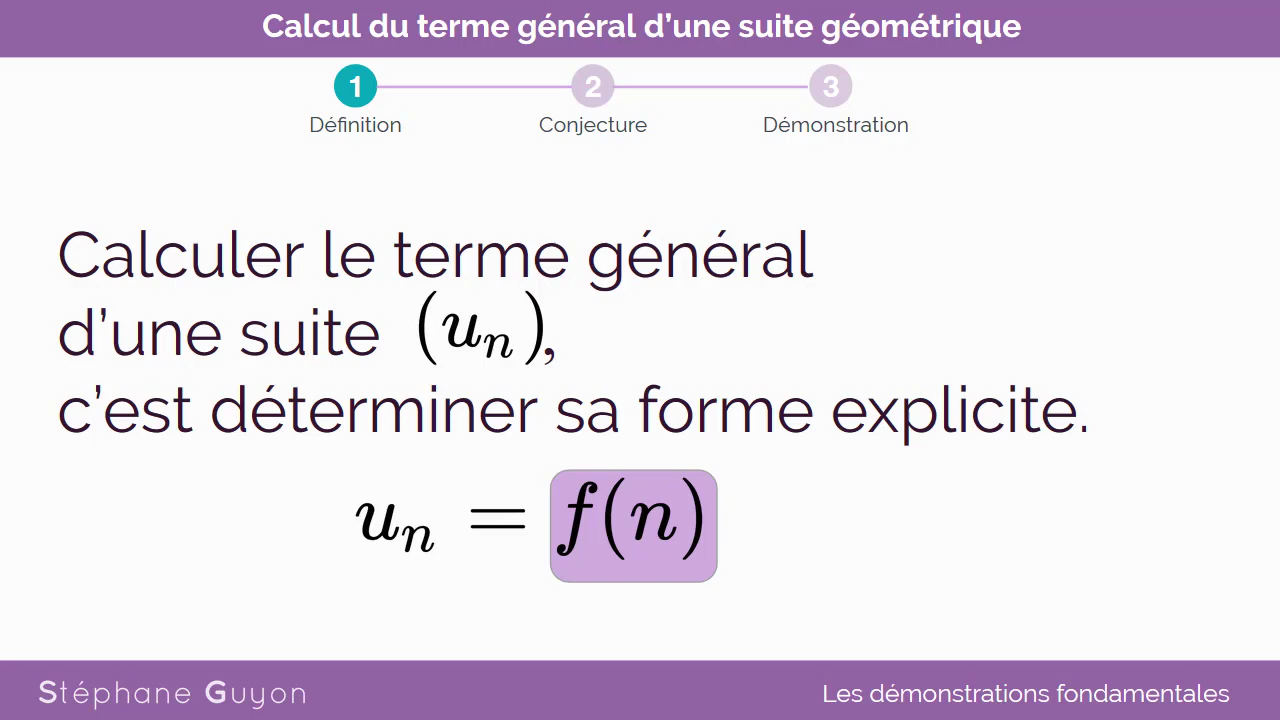 Calcul du terme général d’une suite géométrique
1 2 3
Définition Conjecture Démonstration
Calculer le terme général
d’une suite (uₙ),
c’est déterminer sa forme explicite.
uₙ = f(n)
Stéphane Guyon Les démonstrations fondamentales